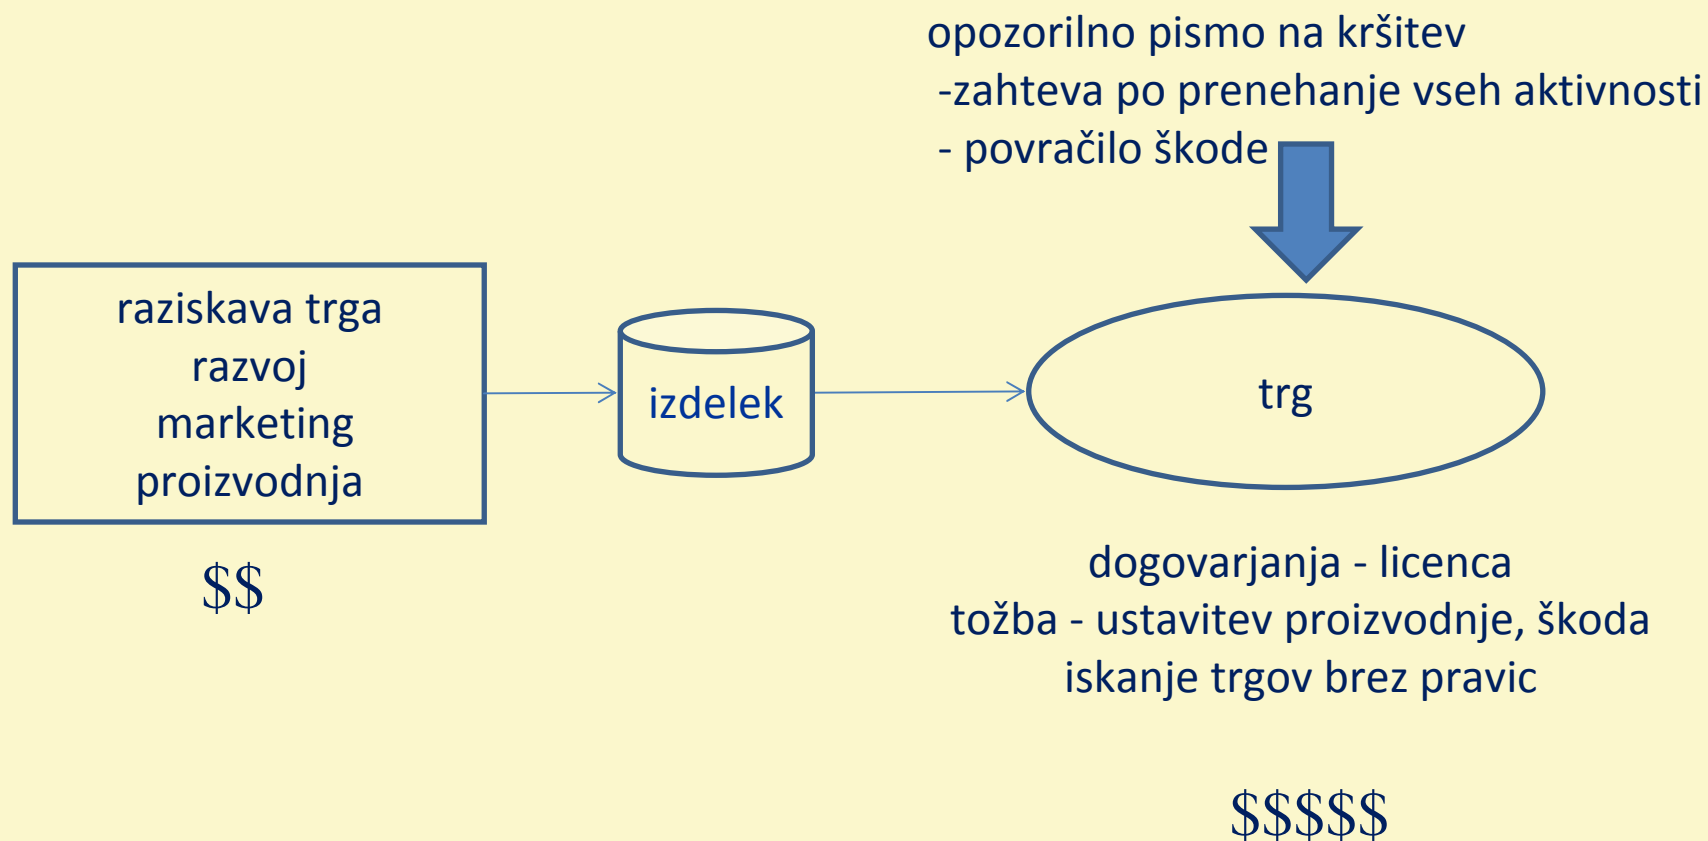 opozorilno pismo na kršitev
-zahteva po prenehanje vseh aktivnosti
- povračilo škode
raziskava trga
razvoj
marketing
proizvodnja
izdelek
trg
$$
dogovarjanja - licenca
tožba - ustavitev proizvodnje, škoda
iskanje trgov brez pravic
$$$$$